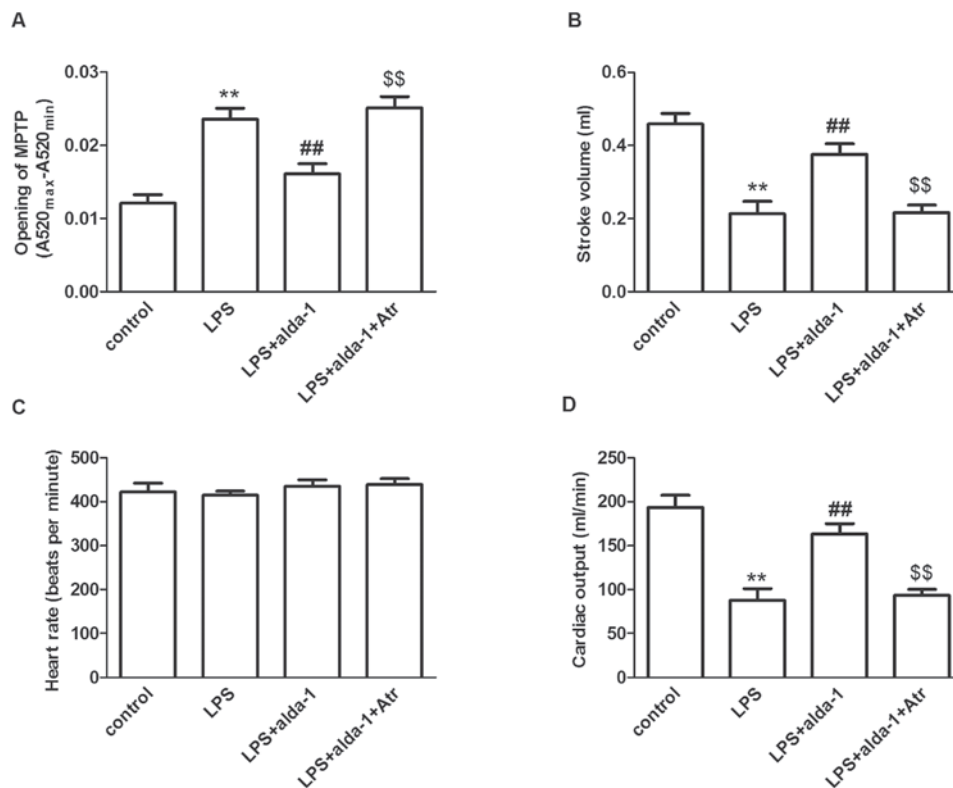 A
Opening of MPTP
(A520max-A520min)
0.03
0.02
0.01
0.00
**
##
$$
control
LPS
LPS+alda-1
LPS+alda-1+Atr
B
Stroke volume (ml)
0.6
0.4
0.2
0.0
**
##
$$
control
LPS
LPS+alda-1
LPS+alda-1+Atr
C
Heart rate (beats per minute)
500
400
300
200
100
0
control
LPS
LPS+alda-1
LPS+alda-1+Atr
D
Cardiac output (ml/min)
250
200
150
100
50
0
**
##
$$
control
LPS
LPS+alda-1
LPS+alda-1+Atr